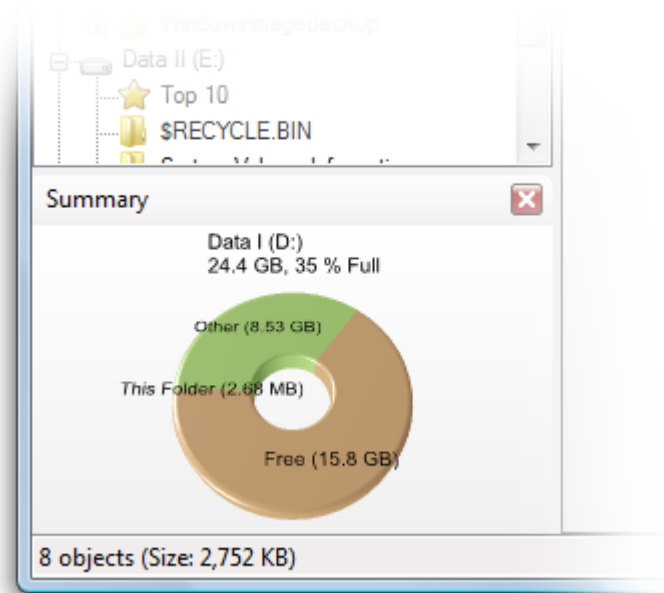 WindowsImageBackup
Data II (E:)
Top 10
$RECYCLE.BIN
Summary
Data I (D:)
24.4 GB, 35 % Full
Other (8.53 GB)
This Folder (2.68 MB)
Free (15.8 GB)
8 objects (Size: 2,752 KB)